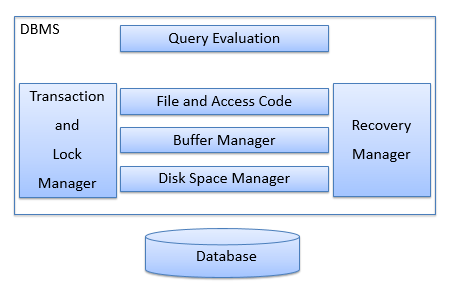 DBMS
Query Evaluation
Transaction
and
Lock
Manager
File and Access Code
Buffer Manager
Disk Space Manager
Recovery
Manager
Database